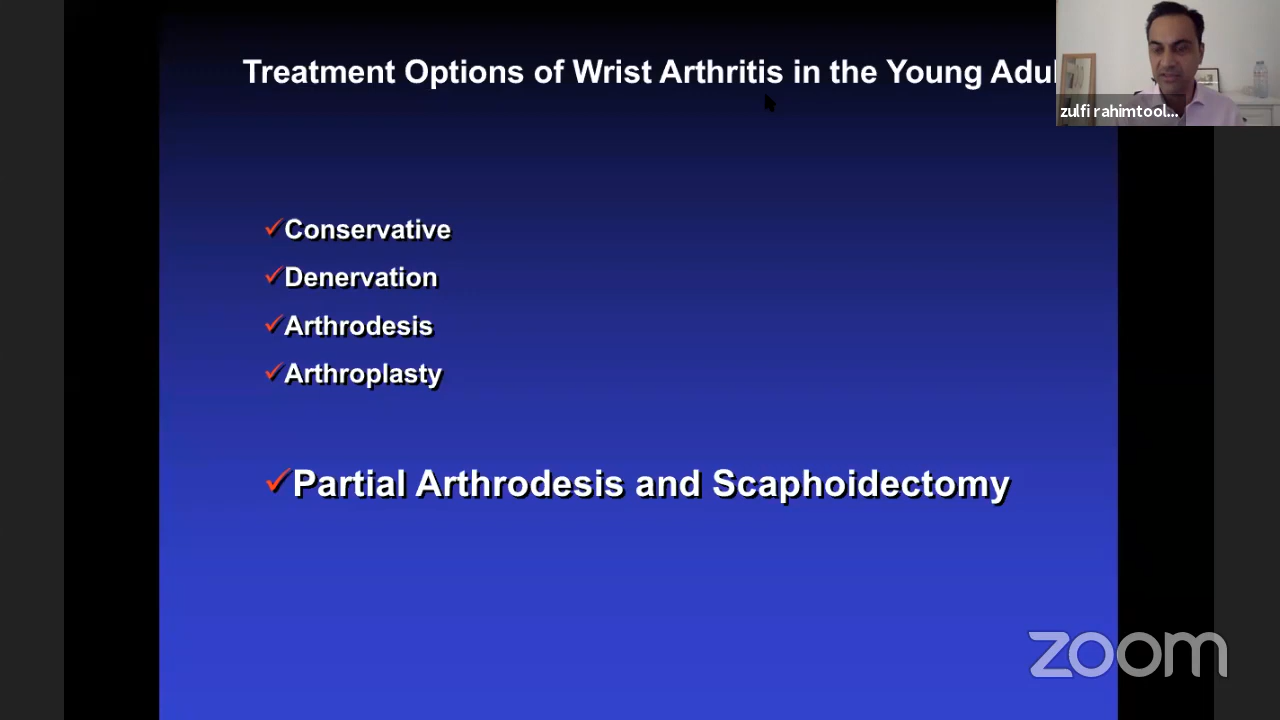 Treatment Options of Wrist Arthritis in the Young Adul
zulfi rahimtool...
✓Conservative
✓Denervation
✓Arthrodesis
✓Arthroplasty
✓Partial Arthrodesis and Scaphoidectomy
zoom